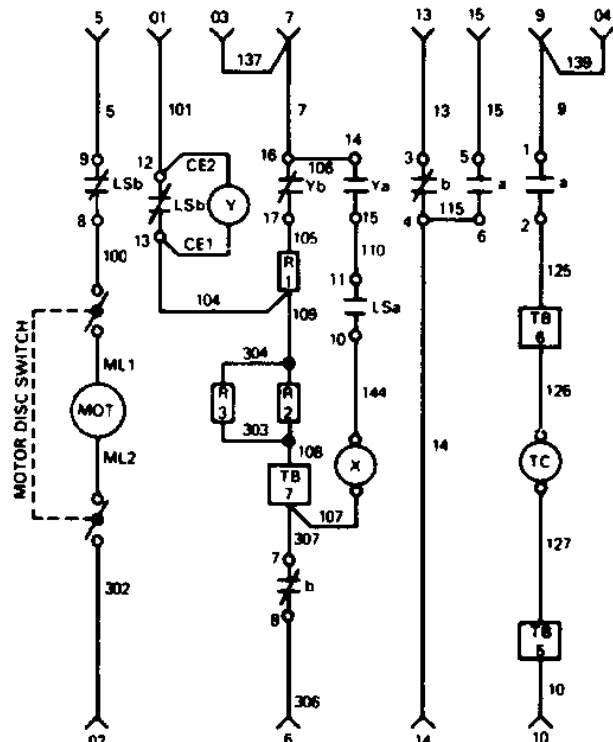 5 01 03 7 13 15 9 04
137 139
5 101 7 13 15 9
9 12 CE2 16 106 14 3 5 1
LSb LSb Y Yb Ya b a a
8 13 CE1 17 15 4 115 6 2
100 105 110 125
104 R 1 11 LSa TB 6
109 10
MOTOR DISC SWITCH
ML1 304 126
MOT R 3 R 2 144
303 14
ML2 108 X TC
TB 7
107
307 127
7
302 b
8 TB 5
306 10
02 6 14 10